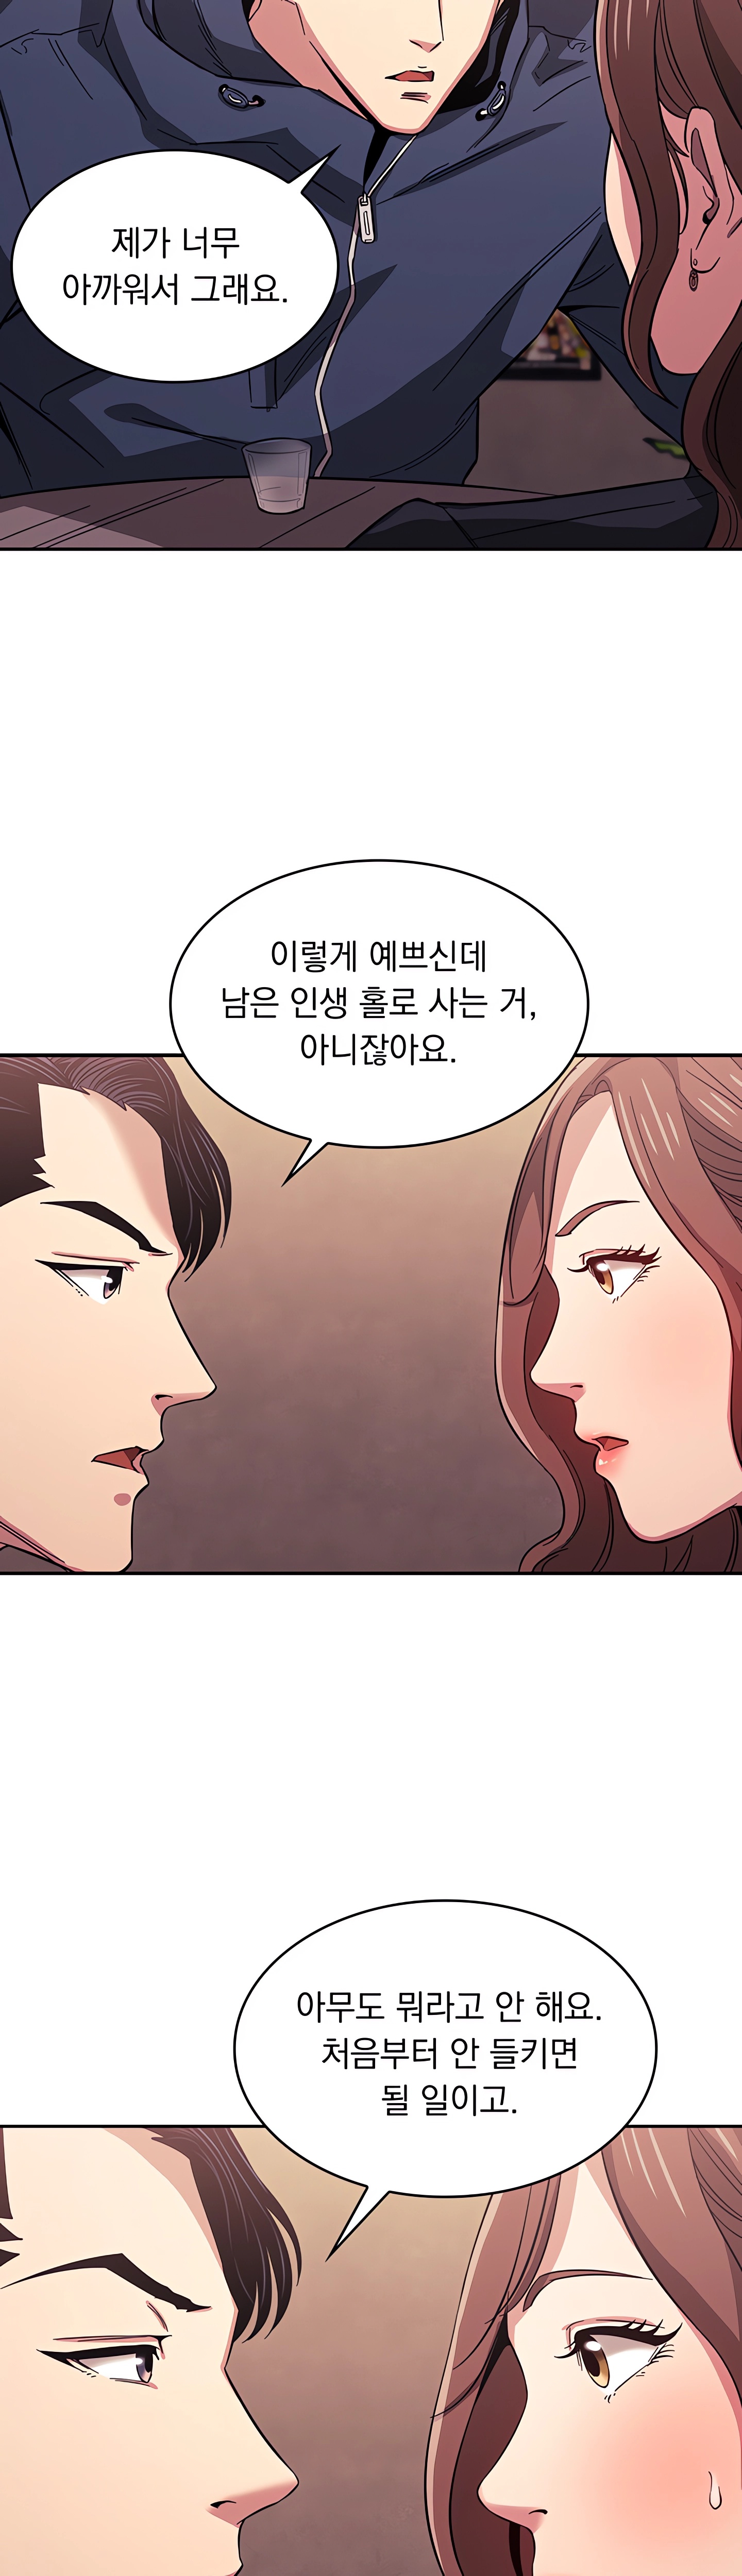 제가 너무
아까워서 그래요.
이렇게 예쁘신데
남은 인생 홀로 사는 거,
아니잖아요.
아무도 뭐라고 안 해요.
처음부터 안 들키면
될 일이고.